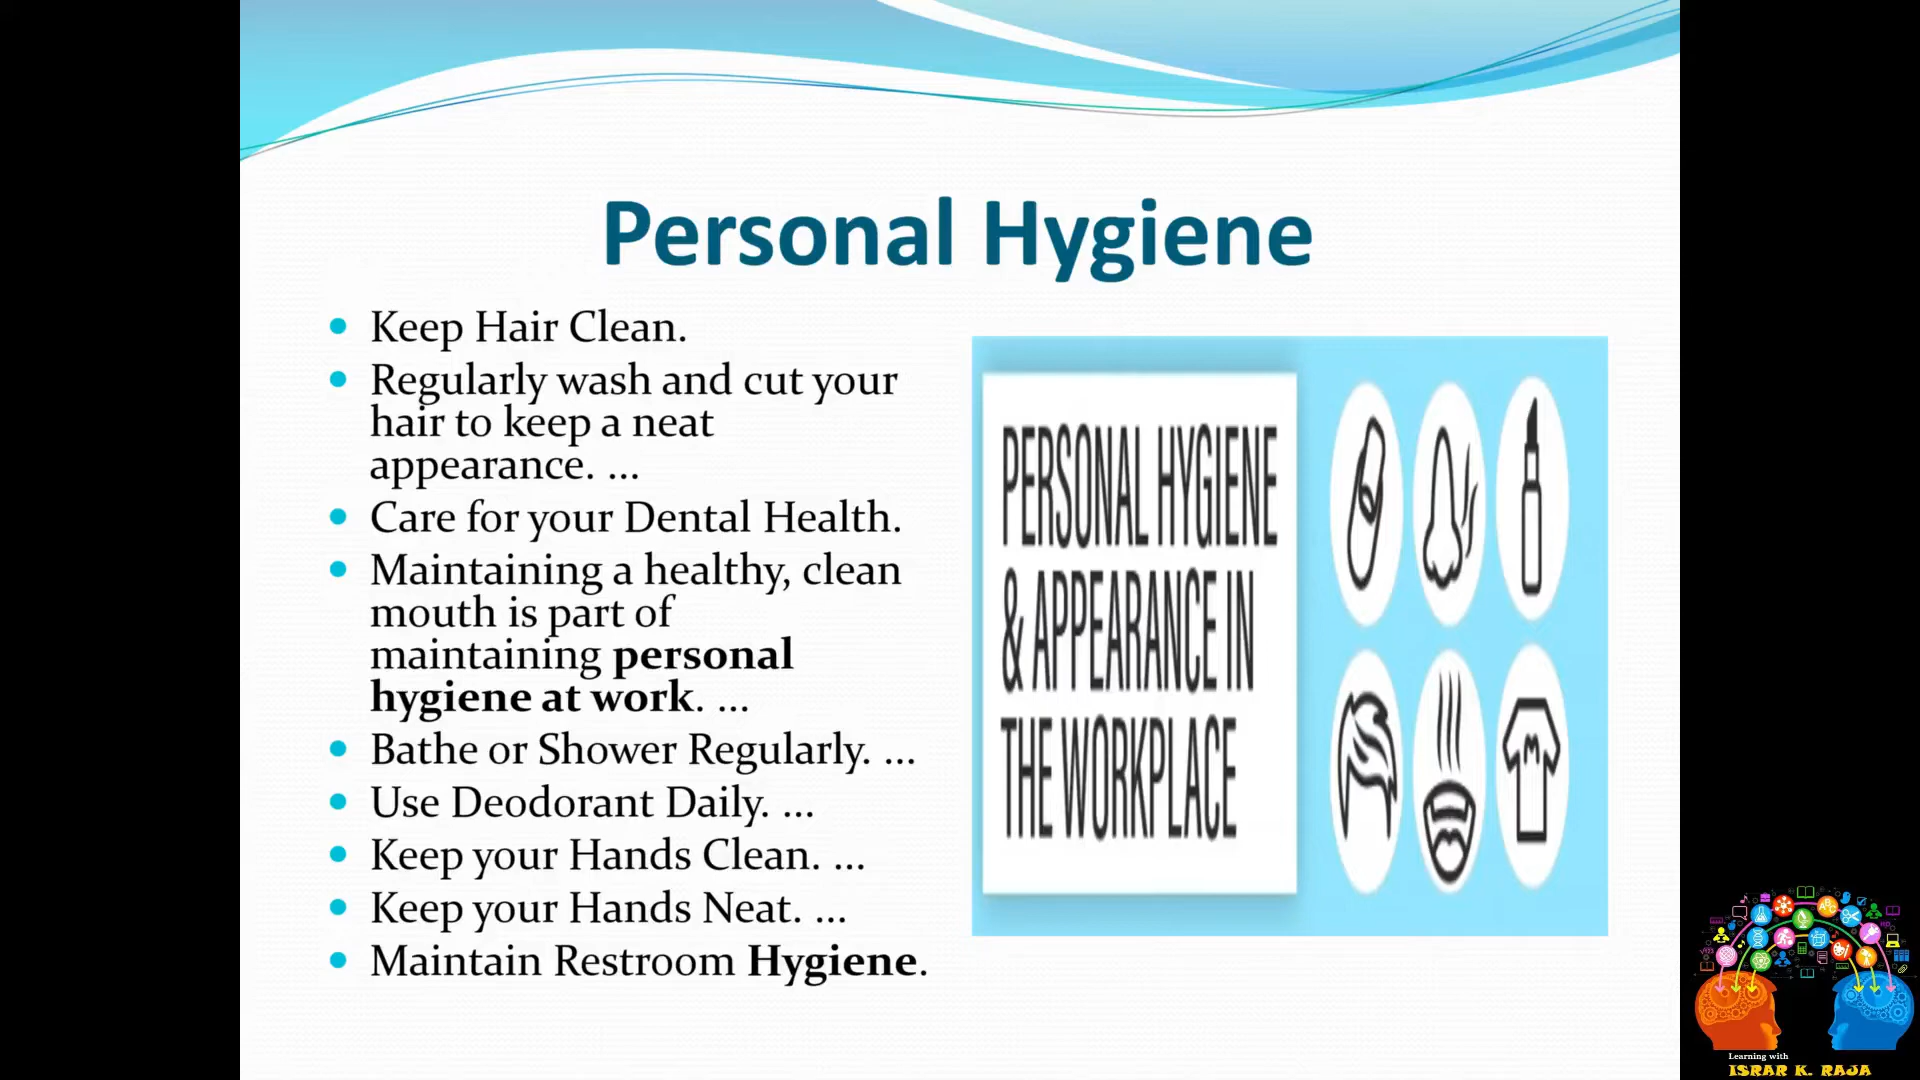 Personal Hygiene
Keep Hair Clean.
Regularly wash and cut your
hair to keep a neat
appearance. ...
Care for your Dental Health.
Maintaining a healthy, clean
mouth is part of
maintaining personal
hygiene at work. ...
Bathe or Shower Regularly. ...
Use Deodorant Daily. ...
Keep your Hands Clean. ...
Keep your Hands Neat. ...
Maintain Restroom Hygiene.
PERSONAL HYGIENE
& APPEARANCE IN
THE WORKPLACE
Learning with
ISRAR K. RAJA